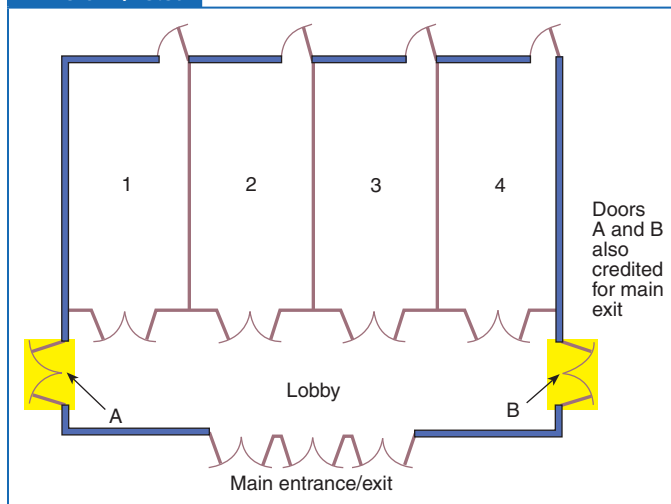 1
2
3
4
Doors
A and B
also
credited
for main
exit
Lobby
A
B
Main entrance/exit